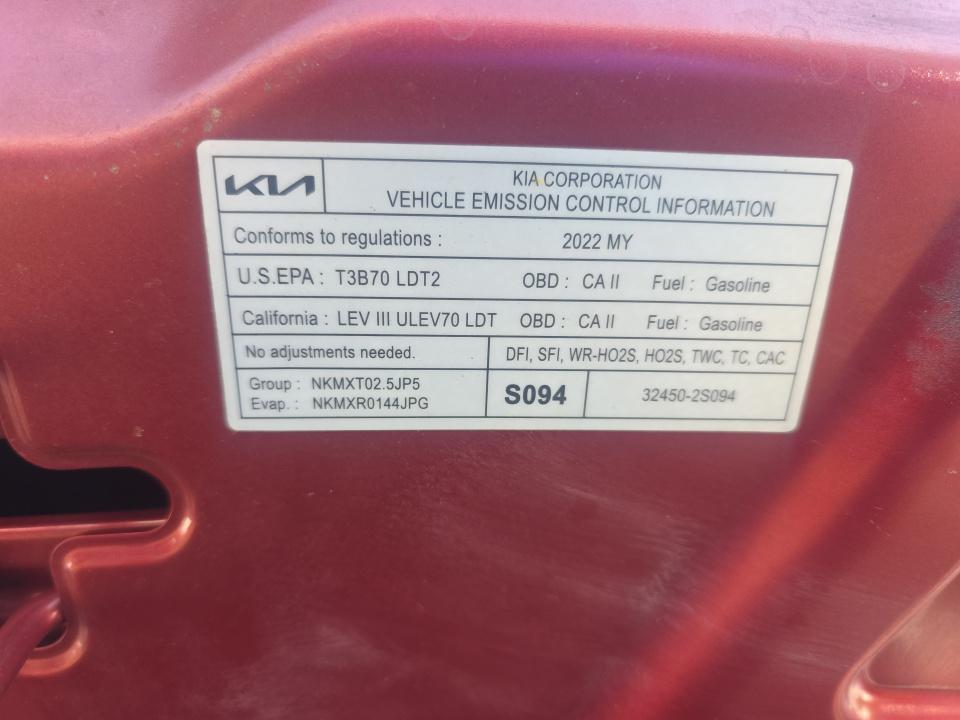 KIA
KIA CORPORATION
VEHICLE EMISSION CONTROL INFORMATION
Conforms to regulations : 2022 MY
U.S.EPA : T3B70 LDT2 OBD : CA II Fuel : Gasoline
California : LEV III ULEV70 LDT OBD : CA II Fuel : Gasoline
No adjustments needed. DFI, SFI, WR-HO2S, HO2S, TWC, TC, CAC
Group : NKMXT02.5JP5
Evap. : NKMXR0144JPG
S094
32450-2S094